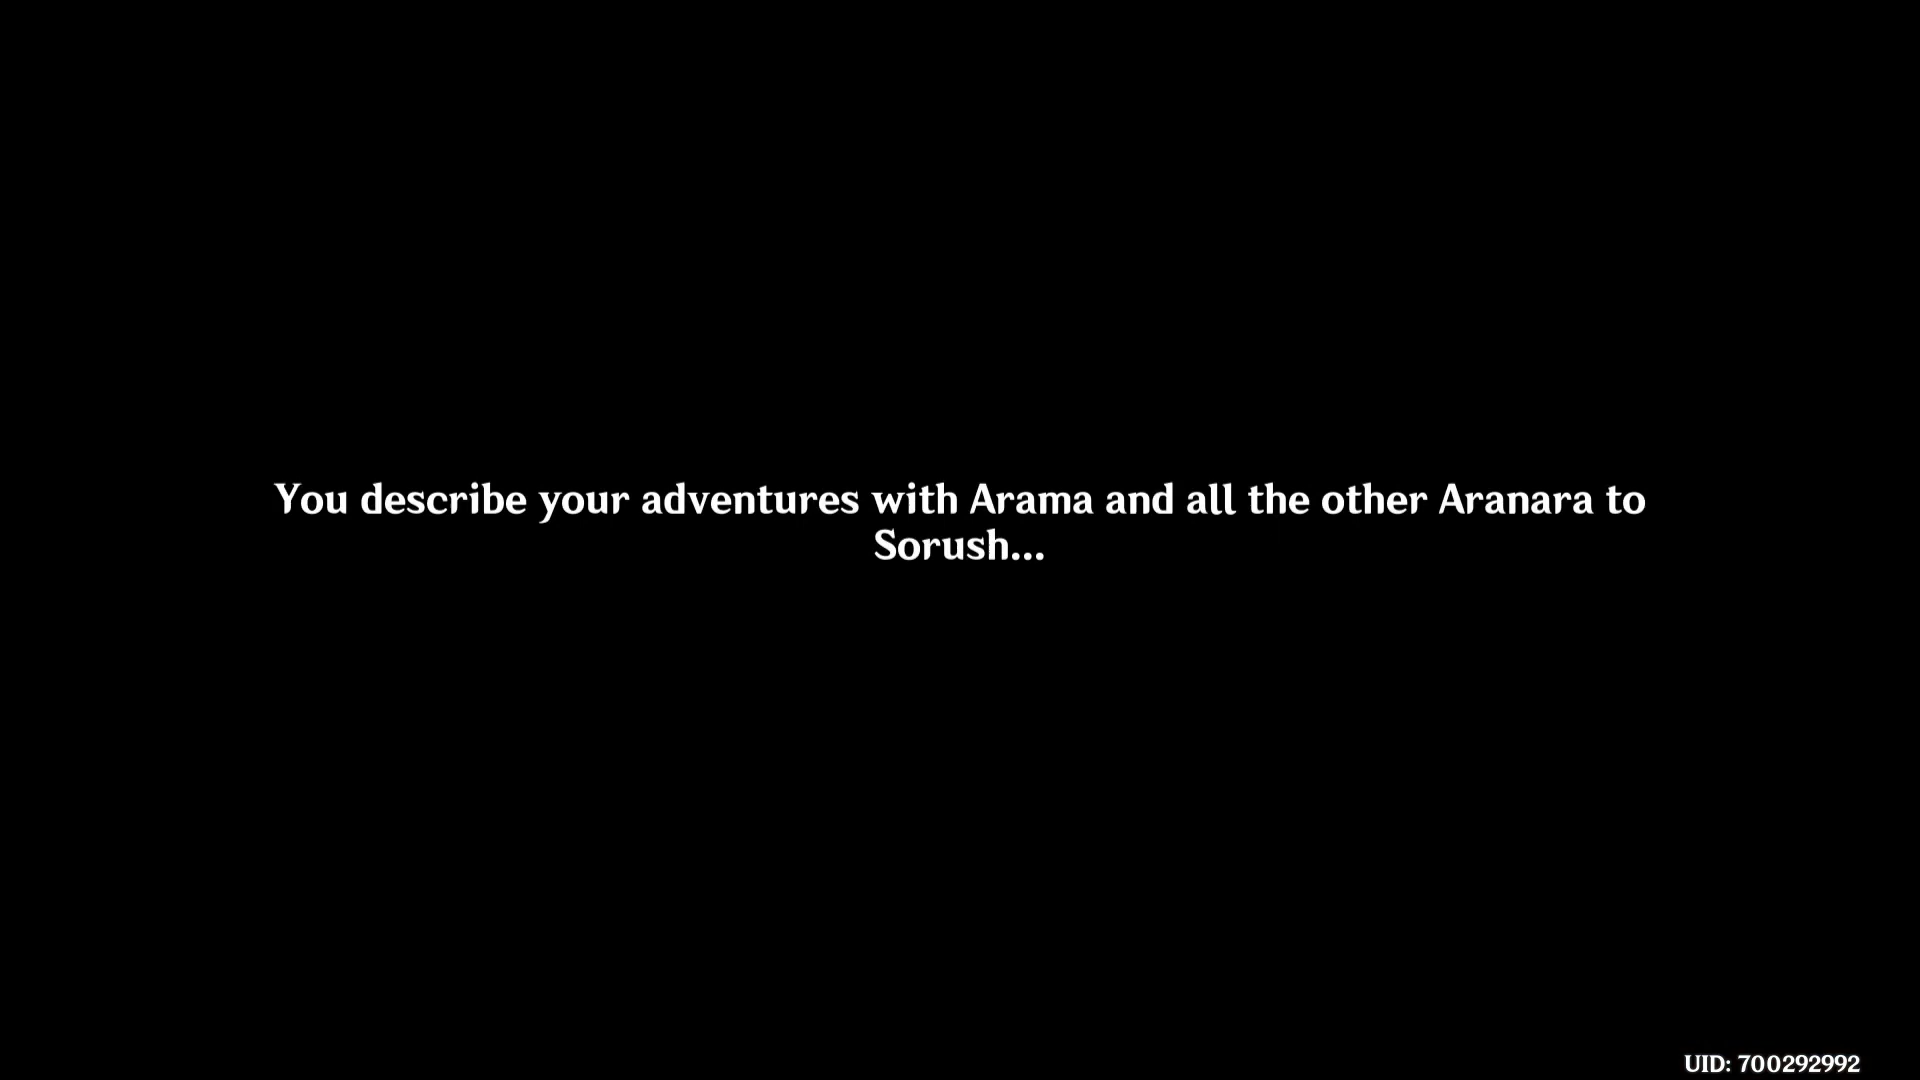 You describe your adventures with Arama and all the other Aranara to
Sorush...
UID: 700292992